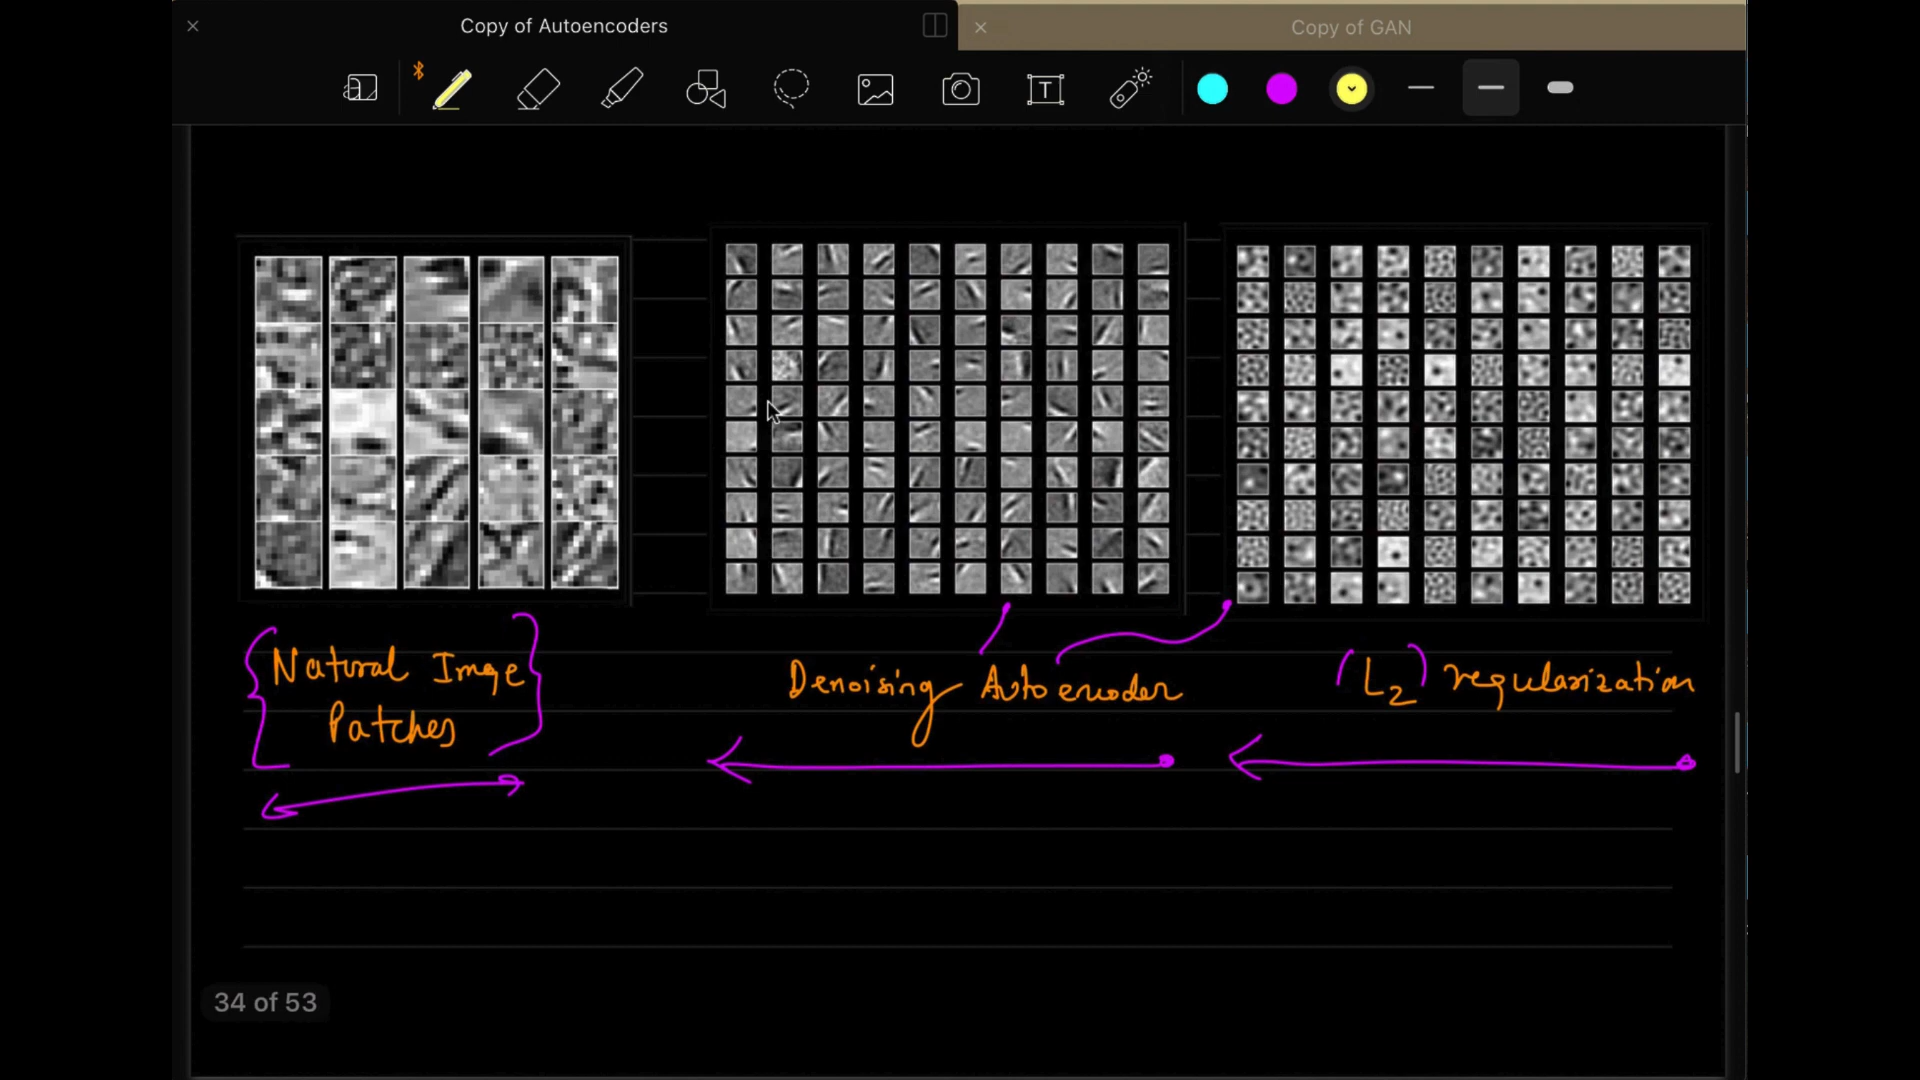 Copy of Autoencoders
Copy of GAN
T
Natural Image
Patches
Denoising Autoencoder
(L2) regularization
34 of 53